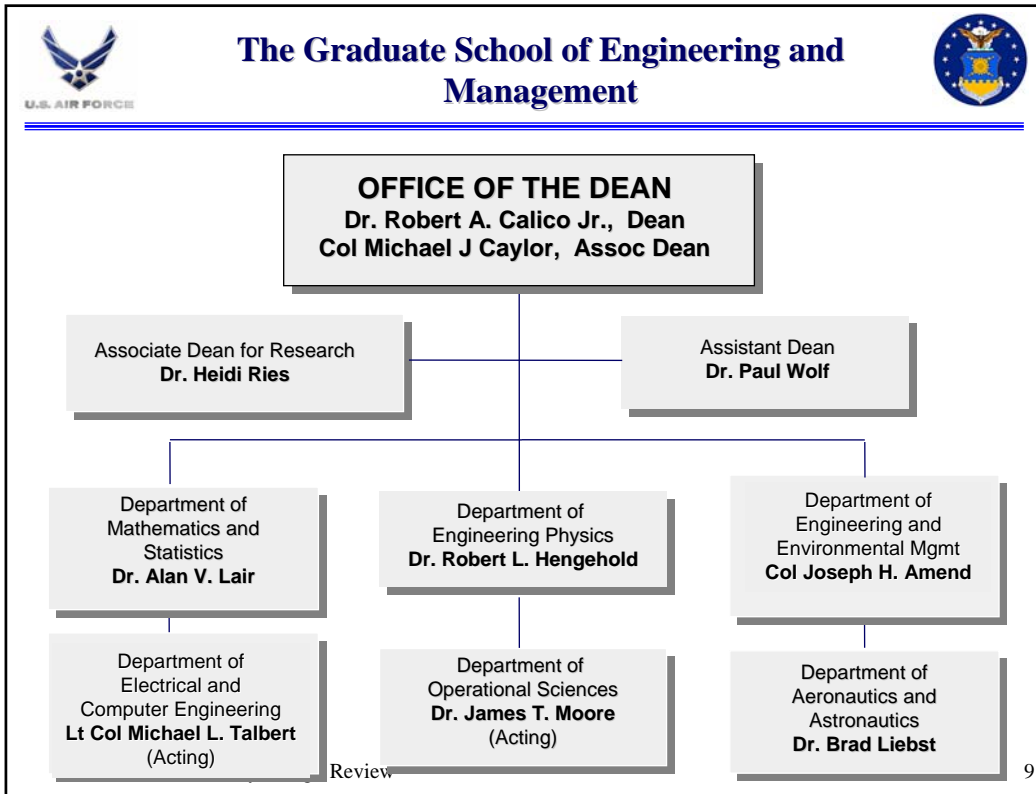 U.S. AIR FORCE
The Graduate School of Engineering and
Management
OFFICE OF THE DEAN
Dr. Robert A. Calico Jr., Dean
Col Michael J Caylor, Assoc Dean
Associate Dean for Research
Dr. Heidi Ries
Assistant Dean
Dr. Paul Wolf
Department of
Mathematics and
Statistics
Dr. Alan V. Lair
Department of
Engineering Physics
Dr. Robert L. Hengehold
Department of
Engineering and
Environmental Mgmt
Col Joseph H. Amend
Department of
Electrical and
Computer Engineering
Lt Col Michael L. Talbert
(Acting)
Department of
Operational Sciences
Dr. James T. Moore
(Acting)
Department of
Aeronautics and
Astronautics
Dr. Brad Liebst
Review
9